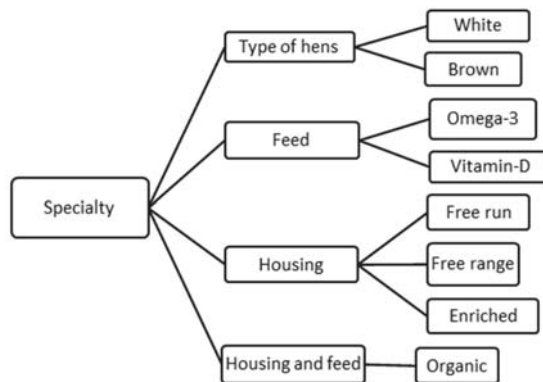 Specialty
Type of hens
White
Brown
Feed
Omega-3
Vitamin-D
Housing
Free run
Free range
Enriched
Housing and feed
Organic